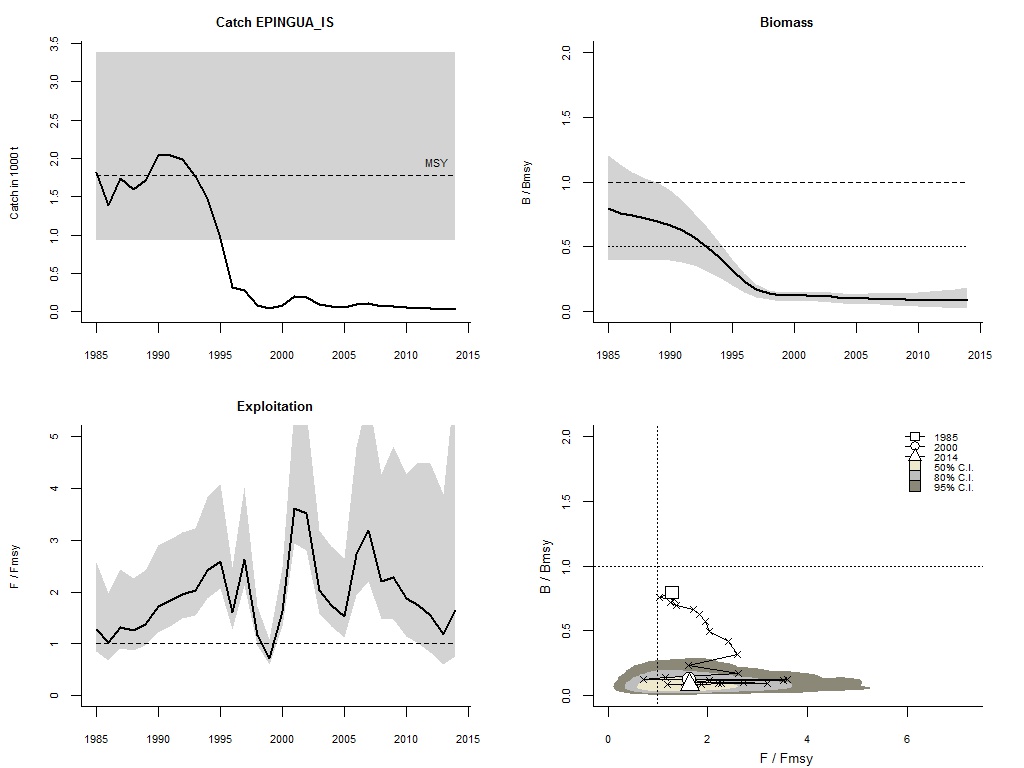 Catch EPINGUA_IS
Catch in 1000 t
3.5
3.0
2.5
2.0
1.5
1.0
0.5
0.0
MSY
1985 1990 1995 2000 2005 2010 2015
Biomass
B / Bmsy
2.0
1.5
1.0
0.5
0.0
1985 1990 1995 2000 2005 2010 2015
Exploitation
F / Fmsy
5
4
3
2
1
0
1985 1990 1995 2000 2005 2010 2015
B / Bmsy
2.0
1.5
1.0
0.5
0.0
1985
2000
2014
50% C.I.
80% C.I.
95% C.I.
0 2 4 6
F / Fmsy